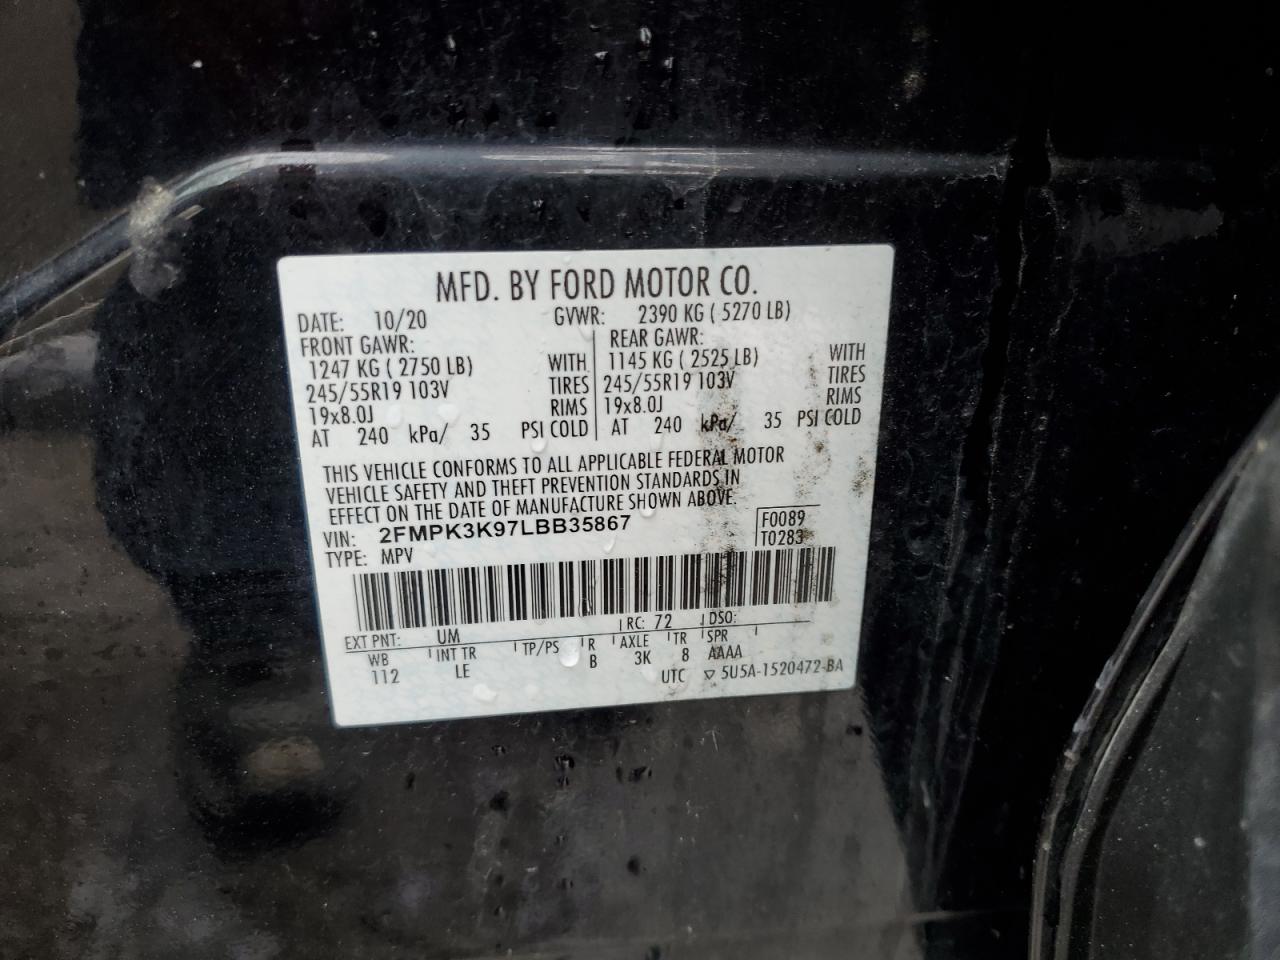 MFD. BY FORD MOTOR CO.
DATE: 10/20 GVWR: 2390 KG ( 5270 LB)
FRONT GAWR: REAR GAWR:
1247 KG ( 2750 LB) WITH 1145 KG ( 2525 LB) WITH
245/55R19 103V TIRES 245/55R19 103V TIRES
19x8.0J RIMS 19x8.0J RIMS
AT 240 kPa/ 35 PSI COLD AT 240 kPa/ 35 PSI COLD
THIS VEHICLE CONFORMS TO ALL APPLICABLE FEDERAL MOTOR
VEHICLE SAFETY AND THEFT PREVENTION STANDARDS IN
EFFECT ON THE DATE OF MANUFACTURE SHOWN ABOVE.
VIN: 2FMPK3K97LBB35867 F0089
TYPE: MPV T0283
EXT PNT: UM RC: 72 DSO:
WB INT TR TP/PS R AXLE TR SPR
112 LE B 3K 8 AAAA
UTC ▽ 5U5A-1520472-BA